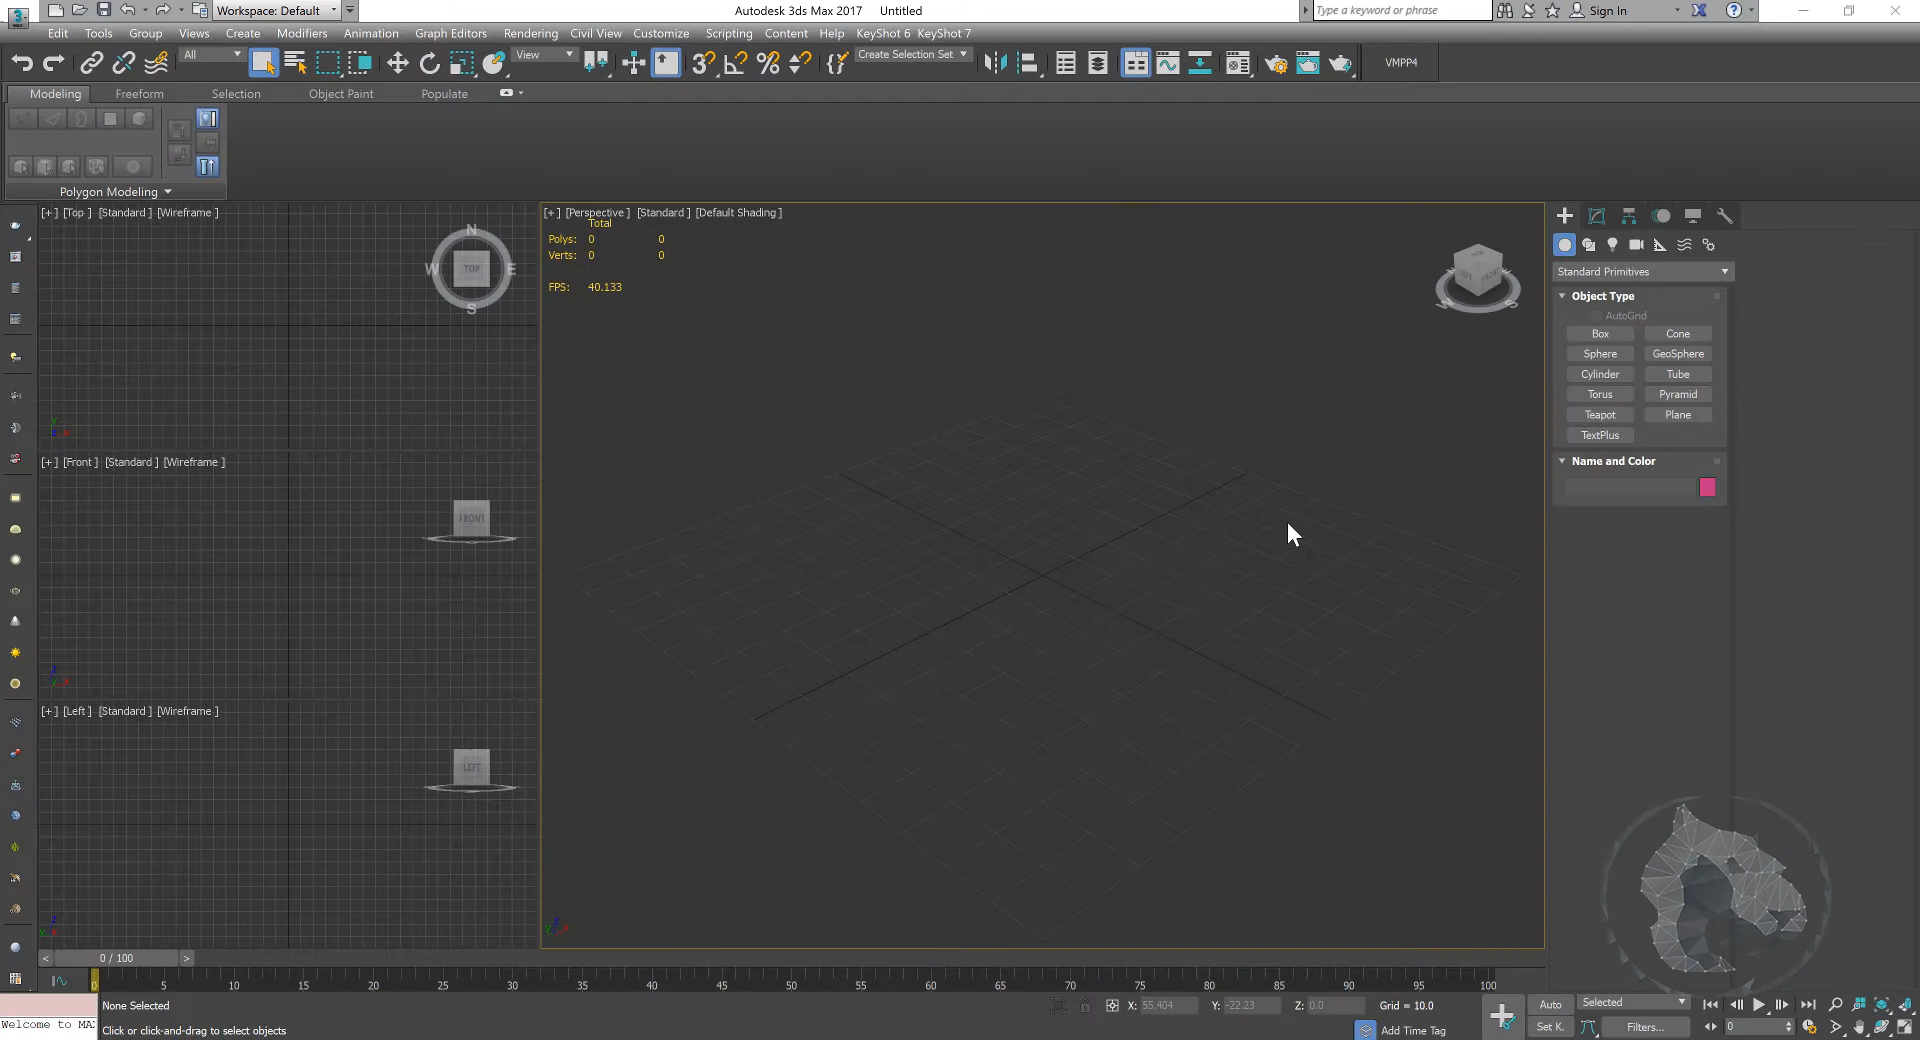 Workspace: Default
Autodesk 3ds Max 2017 Untitled
Type a keyword or phrase
Sign In
Edit Tools Group Views Create Modifiers Animation Graph Editors Rendering Civil View Customize Scripting Content Help KeyShot 6 KeyShot 7
All
View
Create Selection Set
VMPP4
Modeling Freeform Selection Object Paint Populate
Polygon Modeling
[+] [Top ] [Standard ] [Wireframe ]
N
W TOP E
S
[+] [Perspective ] [Standard ] [Default Shading ]
Total
Polys: 0 0
Verts: 0 0
FPS: 40.133
FRONT
W S
Standard Primitives
Object Type
AutoGrid
Box Cone
Sphere GeoSphere
Cylinder Tube
Torus Pyramid
Teapot Plane
TextPlus
Name and Color
[+] [Front ] [Standard ] [Wireframe ]
FRONT
[+] [Left ] [Standard ] [Wireframe ]
LEFT
< 0 / 100 >
0 5 10 15 20 25 30 35 40 45 50 55 60 65 70 75 80 85 90 95 100
None Selected
X: 55.404 Y: -22.23 Z: 0.0 Grid = 10.0
Auto Selected
Welcome to MA
Click or click-and-drag to select objects
Add Time Tag
Set K. Filters... 0